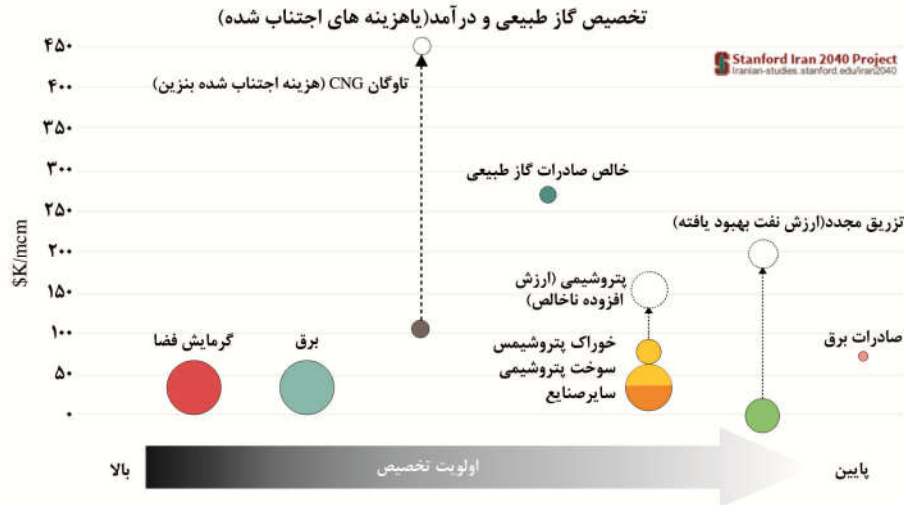 تخصیص گاز طبیعی و درآمد(یاهزینه های اجتناب شده)
Stanford Iran 2040 Project
Iranian-studies.stanford.edu/iran2040
$K/mcm
۴۵۰
۴۰۰
۳۵۰
۳۰۰
۲۵۰
۲۰۰
۱۵۰
۱۰۰
۵۰
۰
ناوگان CNG (هزینه اجتناب شده بنزین)
خالص صادرات گاز طبیعی
تزریق مجدد(ارزش نفت بهبود یافته)
پتروشیمی (ارزش
افزوده ناخالص)
صادرات برق
خوراک پتروشیمس
سوخت پتروشیمی
سایرصنایع
برق
گرمایش فضا
بالا
اولویت تخصیص
پایین